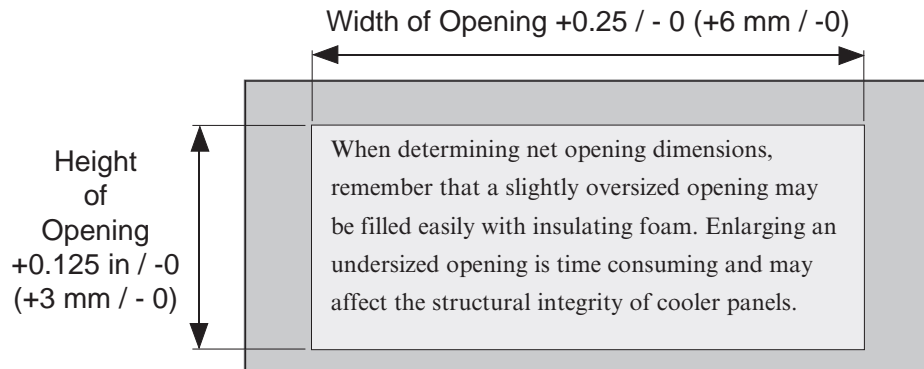 Width of Opening +0.25 / - 0 (+6 mm / -0)
Height
of
Opening
+0.125 in / -0
(+3 mm / - 0)
When determining net opening dimensions,
remember that a slightly oversized opening may
be filled easily with insulating foam. Enlarging an
undersized opening is time consuming and may
affect the structural integrity of cooler panels.